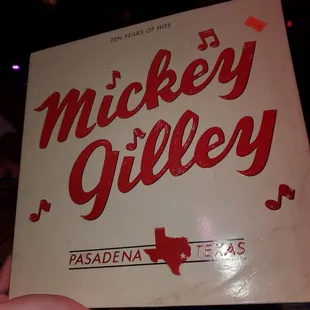 TEN YEARS OF HITS
Mickey
Gilley
PASADENA TEXAS